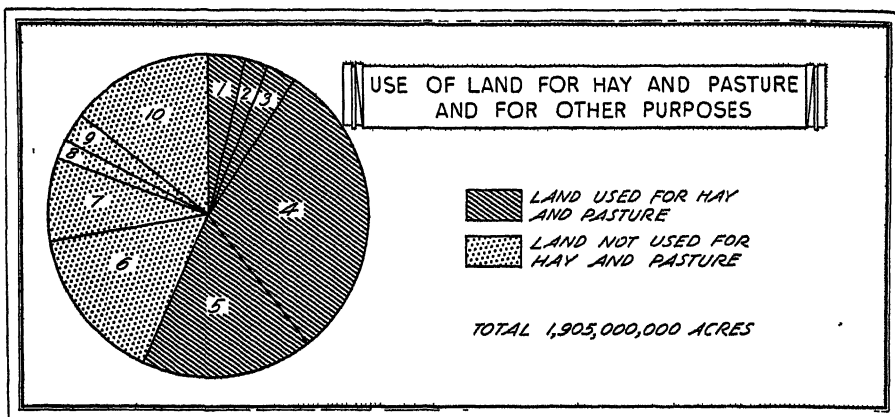 USE OF LAND FOR HAY AND PASTURE
AND FOR OTHER PURPOSES
1
2
3
4
5
6
7
8
9
10
LAND USED FOR HAY
AND PASTURE
LAND NOT USED FOR
HAY AND PASTURE
TOTAL 1,905,000,000 ACRES